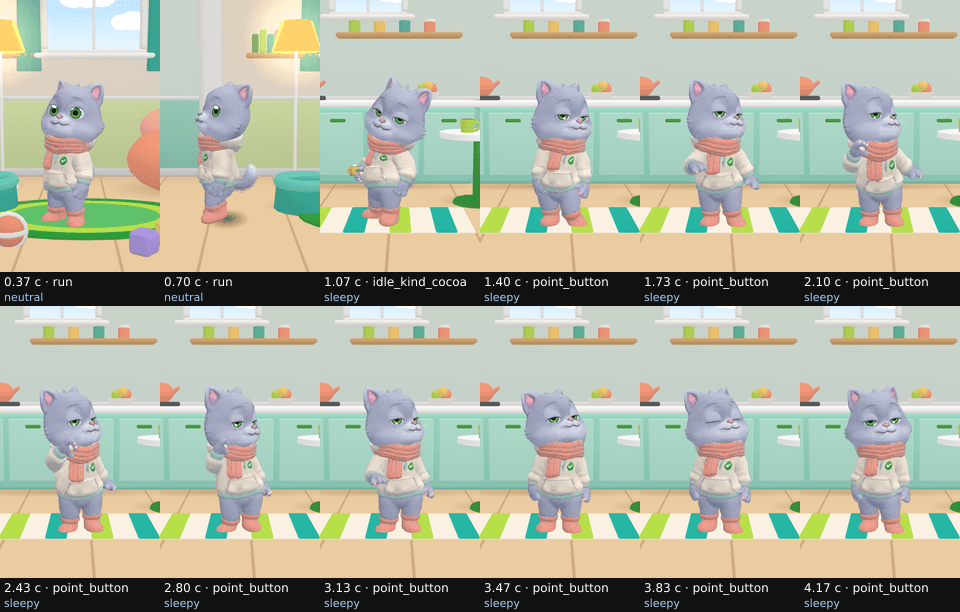 0.37 c · run
neutral
0.70 c · run
neutral
1.07 c · idle_kind_cocoa
sleepy
1.40 c · point_button
sleepy
1.73 c · point_button
sleepy
2.10 c · point_button
sleepy
2.43 c · point_button
sleepy
2.80 c · point_button
sleepy
3.13 c · point_button
sleepy
3.47 c · point_button
sleepy
3.83 c · point_button
sleepy
4.17 c · point_button
sleepy